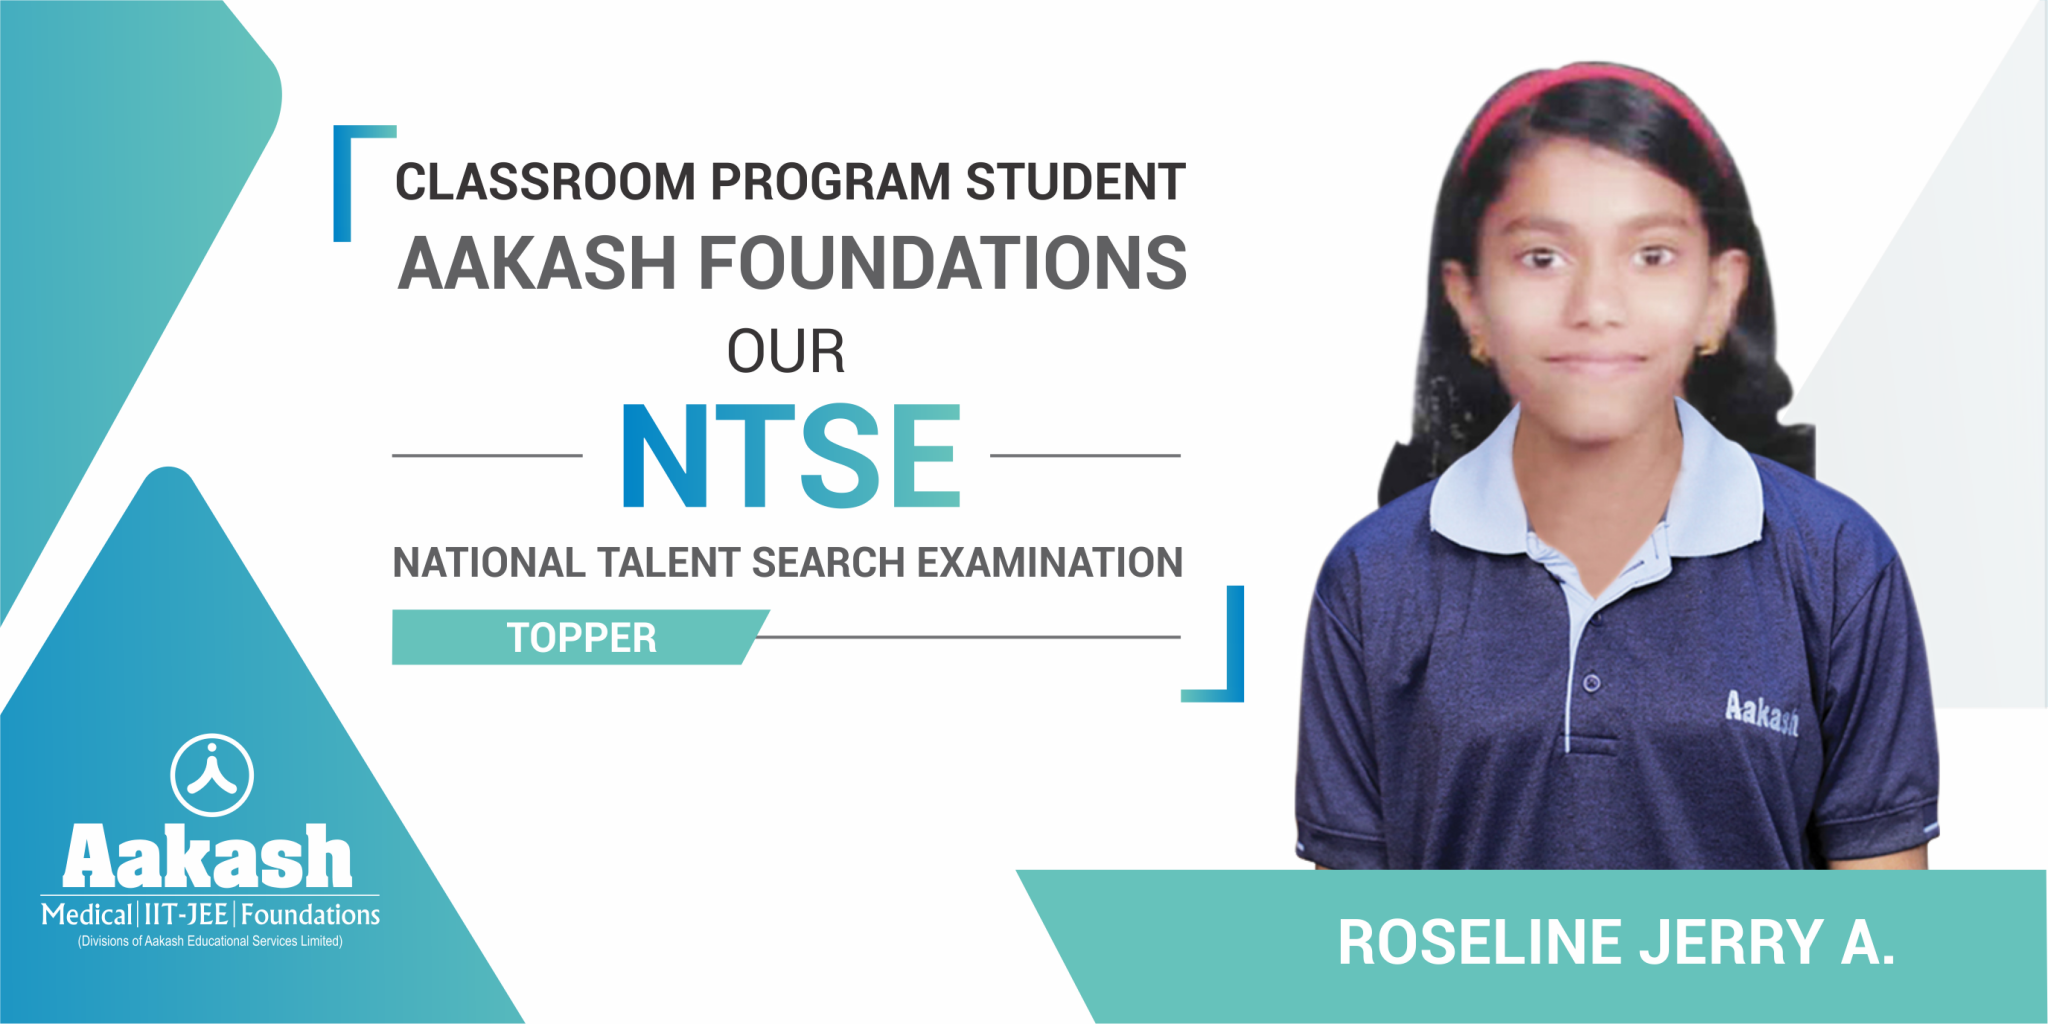 CLASSROOM PROGRAM STUDENT
AAKASH FOUNDATIONS
OUR
NTSE
NATIONAL TALENT SEARCH EXAMINATION
TOPPER
Aakash
Aakash
Medical|IIT-JEE|Foundations
(Divisions of Aakash Educational Services Limited)
ROSELINE JERRY A.